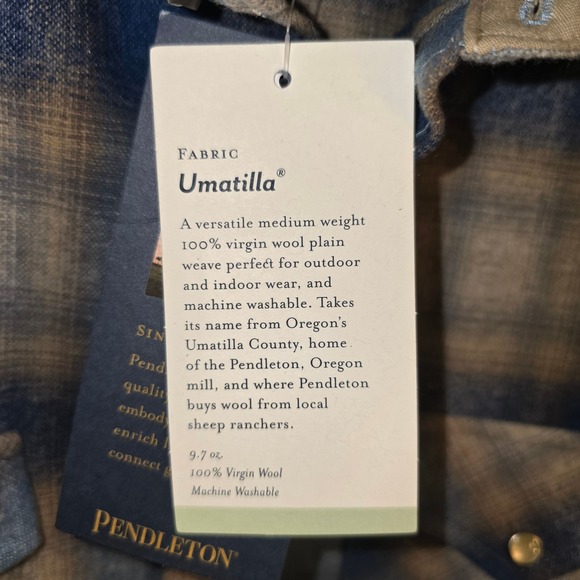 FABRIC
Umatilla®
A versatile medium weight
100% virgin wool plain
weave perfect for outdoor
and indoor wear, and
machine washable. Takes
its name from Oregon's
Umatilla County, home
of the Pendleton, Oregon
mill, and where Pendleton
buys wool from local
sheep ranchers.
9.7 oz.
100% Virgin Wool
Machine Washable
enrich
connect
PENDLETON®